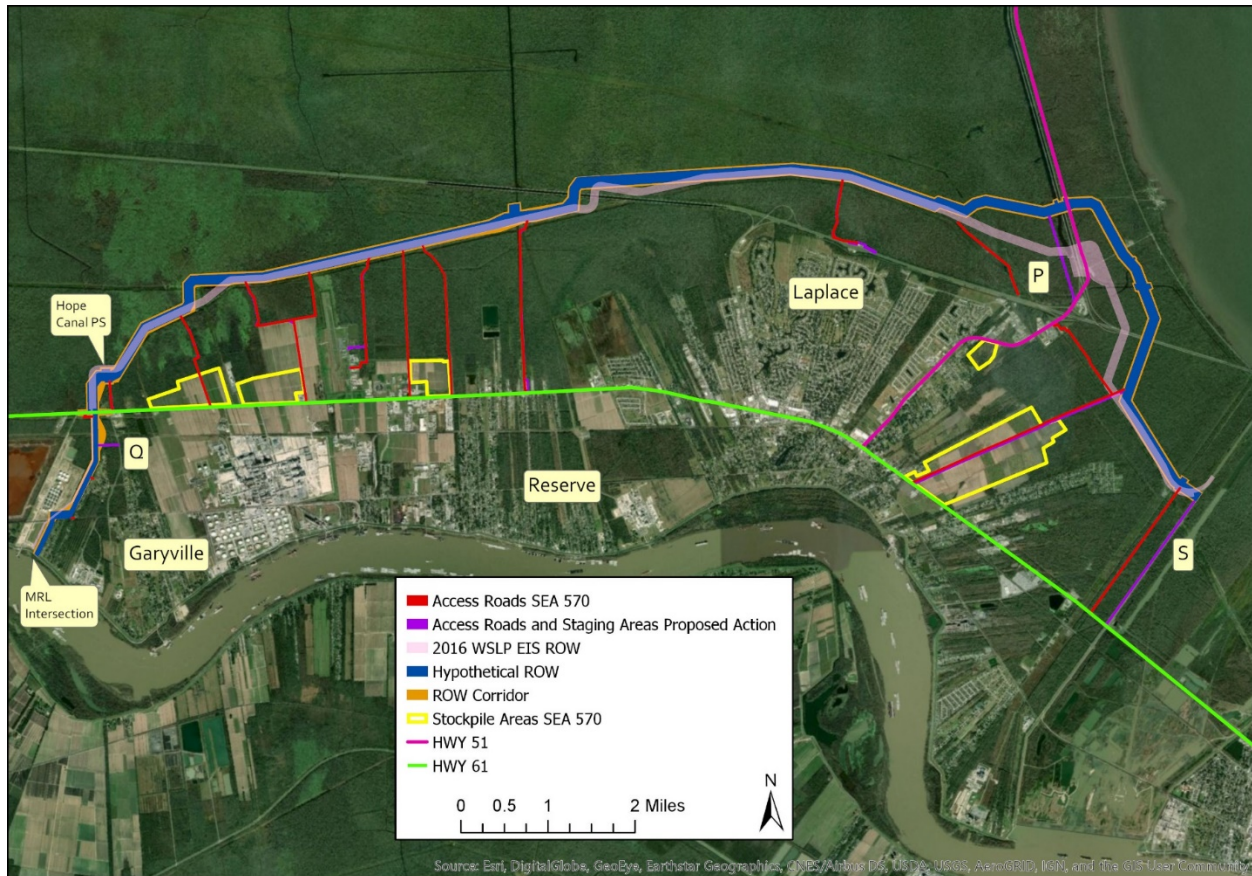 Hope
Canal PS
Laplace
P
Q
Reserve
Garyville
S
MRL
Intersection
Access Roads SEA 570
Access Roads and Staging Areas Proposed Action
2016 WSLP EIS ROW
Hypothetical ROW
ROW Corridor
Stockpile Areas SEA 570
HWY 51
HWY 61
N
0 0.5 1 2 Miles
Source: Esri, DigitalGlobe, GeoEye, Earthstar Geographics, CNES/Airbus DS, USDA, USGS, AeroGRID, IGN, and the GIS User Community